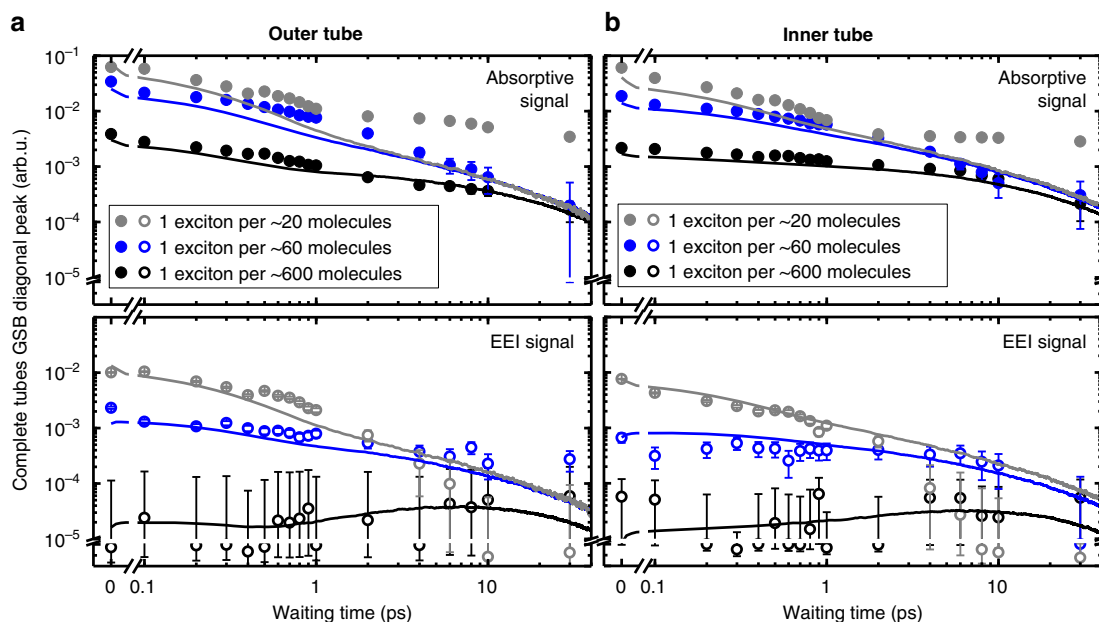 a
Outer tube
b
Inner tube
Complete tubes GSB diagonal peak (arb.u.)
10⁻¹
10⁻²
10⁻³
10⁻⁴
10⁻⁵
Absorptive
signal
1 exciton per ~20 molecules
1 exciton per ~60 molecules
1 exciton per ~600 molecules
Absorptive
signal
1 exciton per ~20 molecules
1 exciton per ~60 molecules
1 exciton per ~600 molecules
10⁻²
10⁻³
10⁻⁴
10⁻⁵
EEI signal
EEI signal
0 0.1 1 10
0 0.1 1 10
Waiting time (ps)
Waiting time (ps)